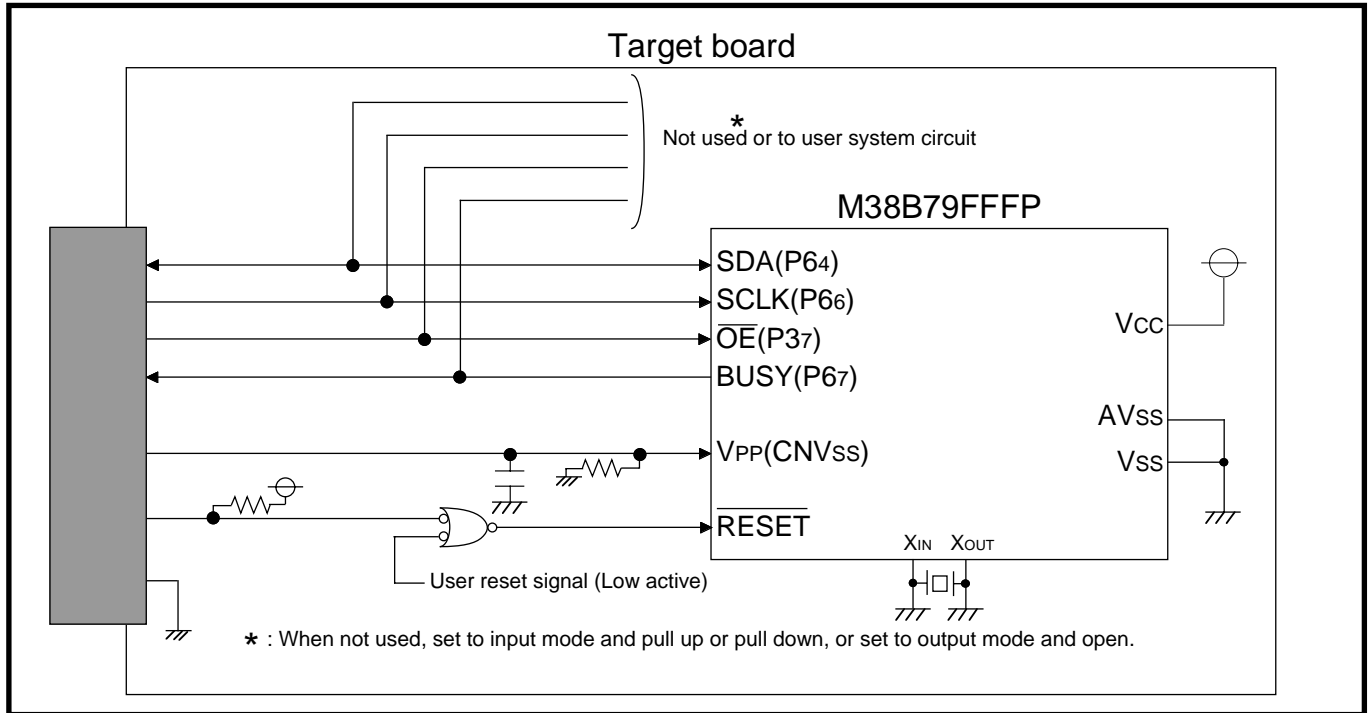 Target board
*
Not used or to user system circuit
M38B79FFFP
SDA(P64)
SCLK(P66)
OE(P37)
BUSY(P67)
VPP(CNVSS)
RESET
VCC
AVSS
VSS
XIN XOUT
User reset signal (Low active)
* : When not used, set to input mode and pull up or pull down, or set to output mode and open.